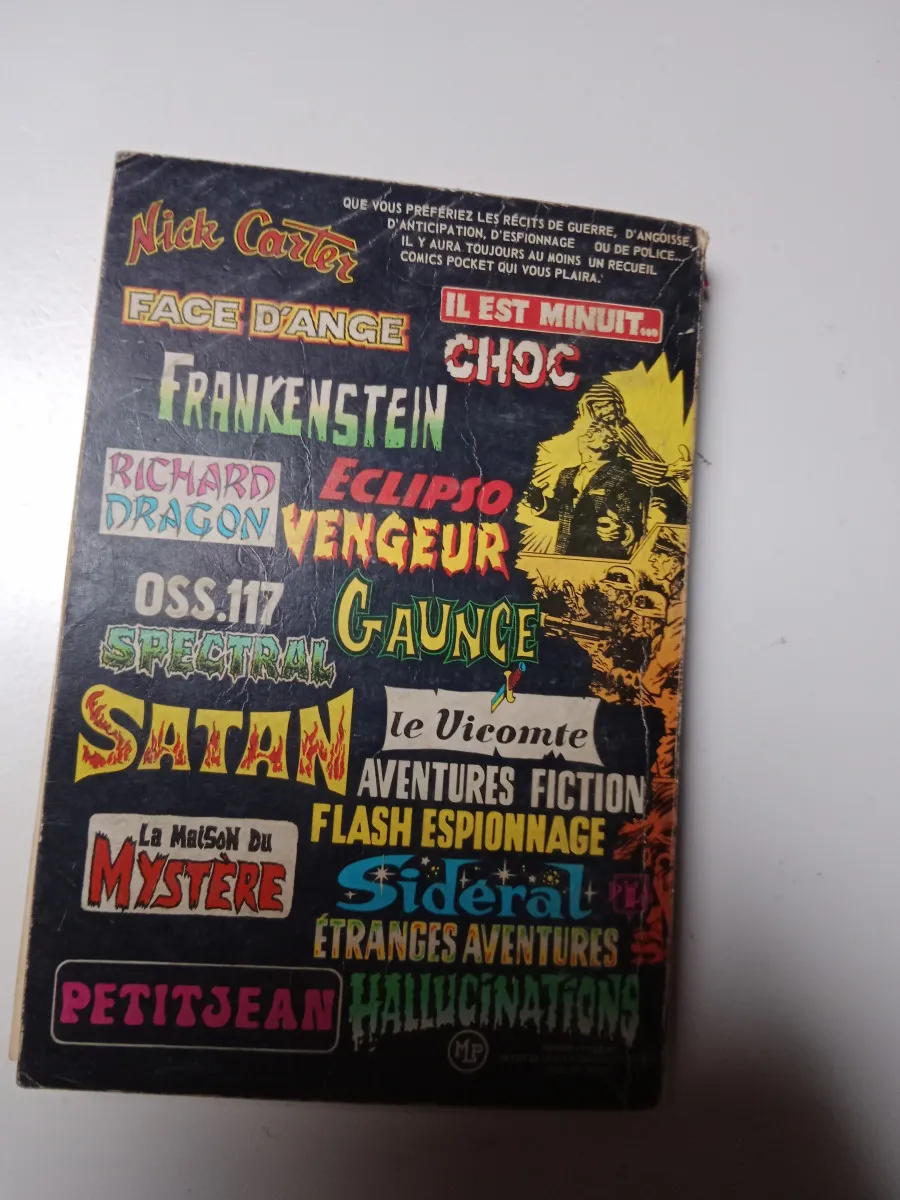 Nick Carter
QUE VOUS PRÉFÉRIEZ LES RÉCITS DE GUERRE, D'ANGOISSE,
D'ANTICIPATION, D'ESPIONNAGE OU DE POLICE...
IL Y AURA TOUJOURS AU MOINS UN RECUEIL
COMICS POCKET QUI VOUS PLAIRA.
FACE D'ANGE
IL EST MINUIT...
CHOC
FRANKENSTEIN
RICHARD
DRAGON
ECLIPSO
VENGEUR
OSS.117
GAUNCE
SPECTRAL
SATAN
le Vicomte
AVENTURES FICTION
FLASH ESPIONNAGE
La MaiSoN Du
MYSTÈRE
Sidéral
ÉTRANGES AVENTURES
PETITJEAN
HALLUCINATIONS
MLP